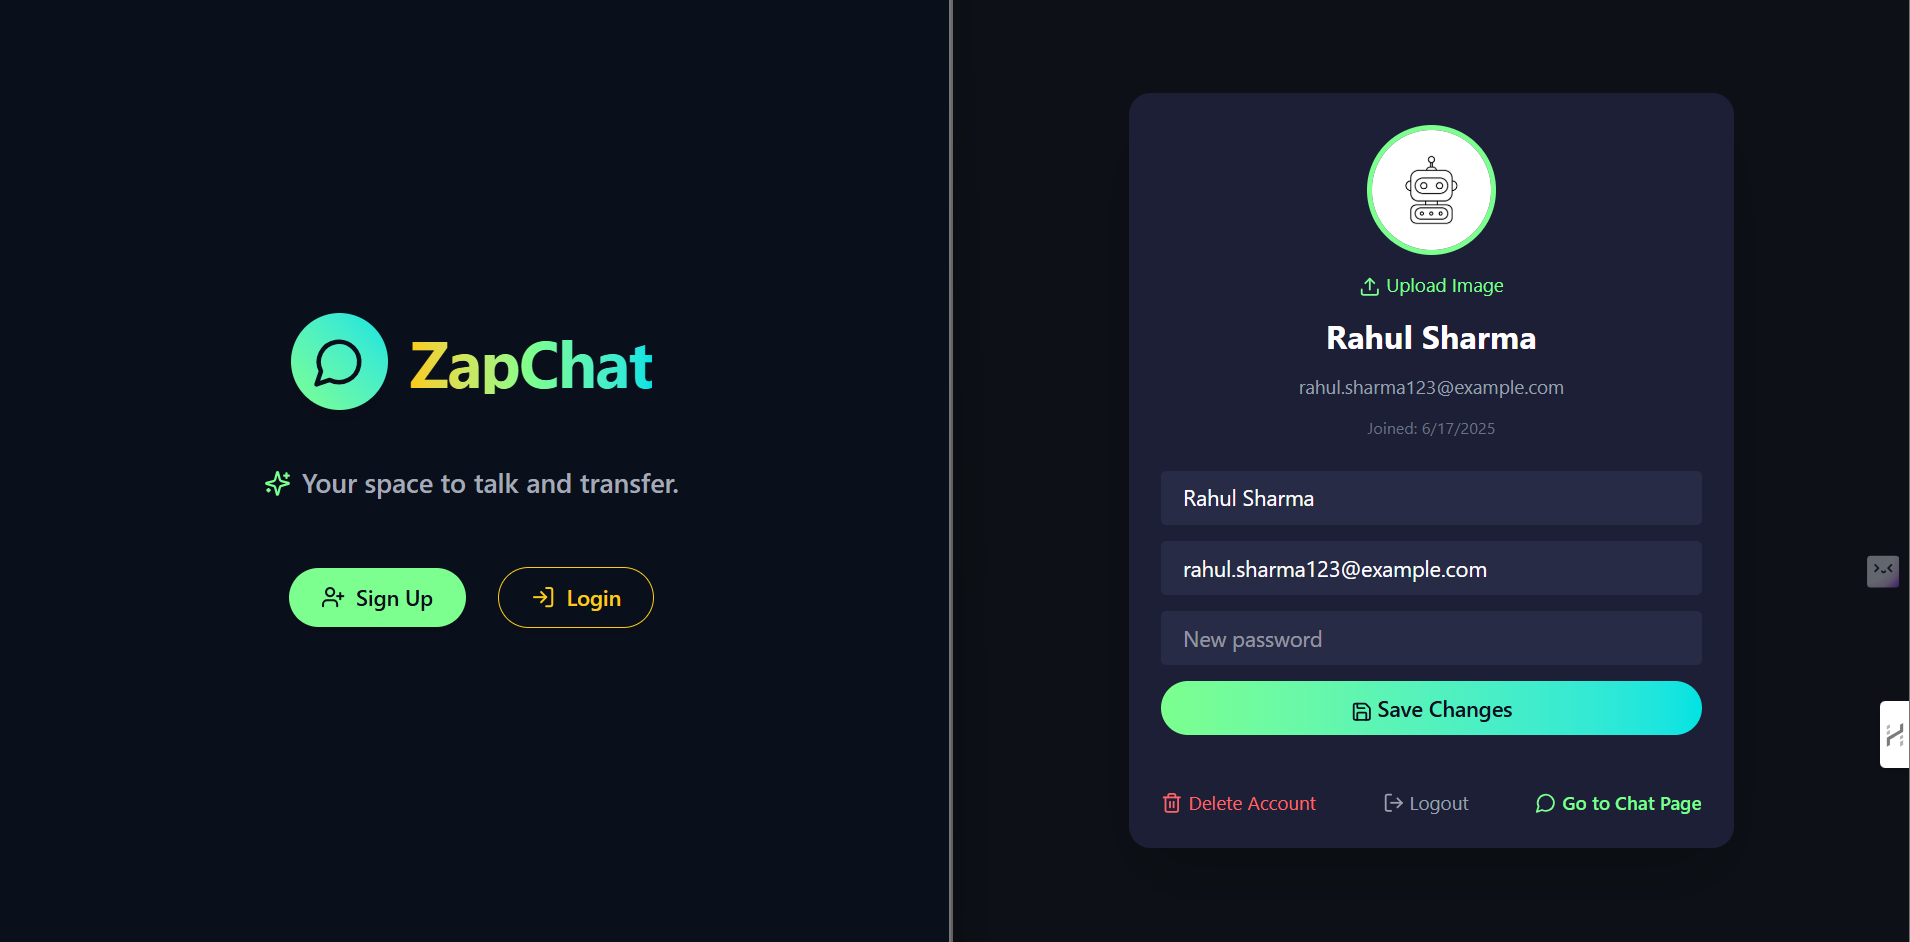 ZapChat
Your space to talk and transfer.
Sign Up
Login
Upload Image
Rahul Sharma
rahul.sharma123@example.com
Joined: 6/17/2025
Rahul Sharma
rahul.sharma123@example.com
New password
Save Changes
Delete Account
Logout
Go to Chat Page